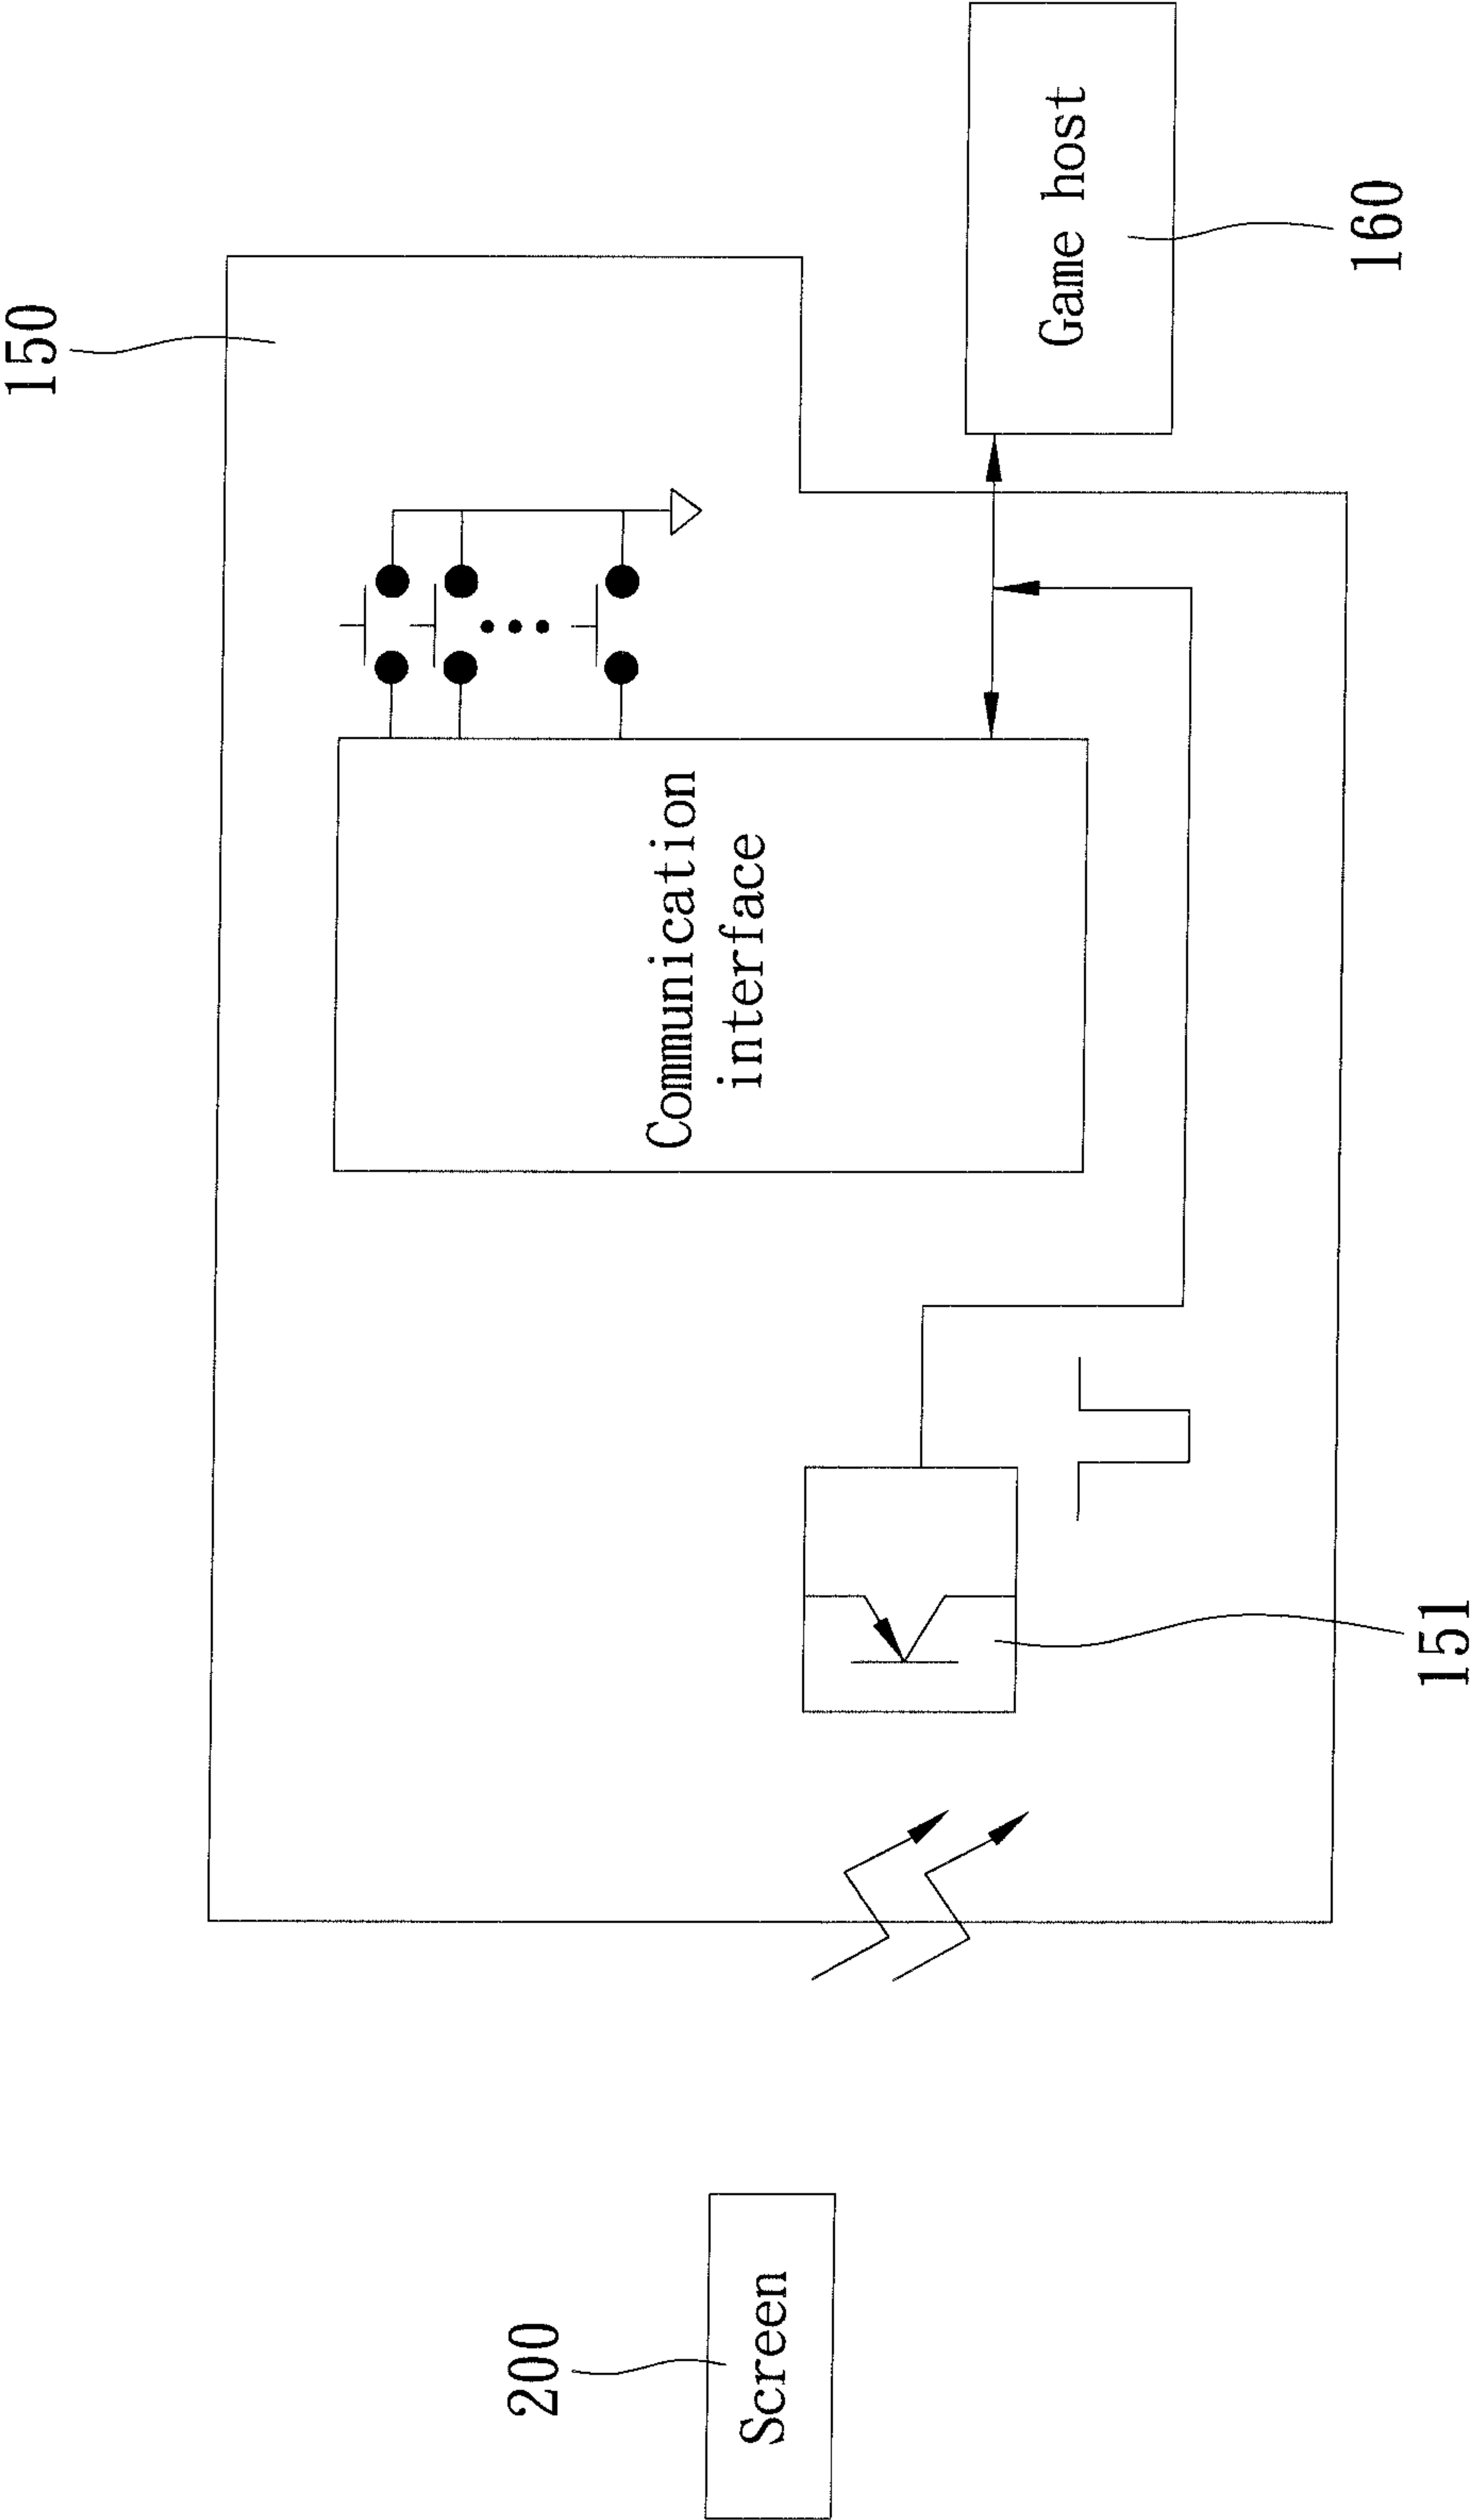 150
Game host
160
Communication
interface
151
200
Screen